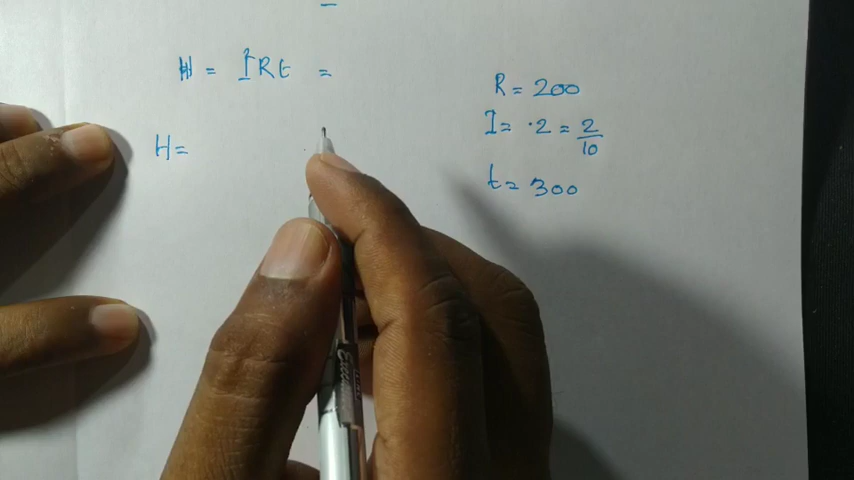 H = I²Rt =
R = 200
I = .2 = 2/10
H =
t = 300